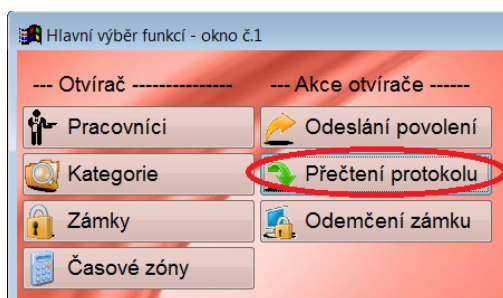 Hlavní výběr funkcí - okno č.1
--- Otvírač ---------------
--- Akce otvírače ------
Pracovníci
Odeslání povolení
Kategorie
Přečtení protokolu
Zámky
Odemčení zámku
Časové zóny